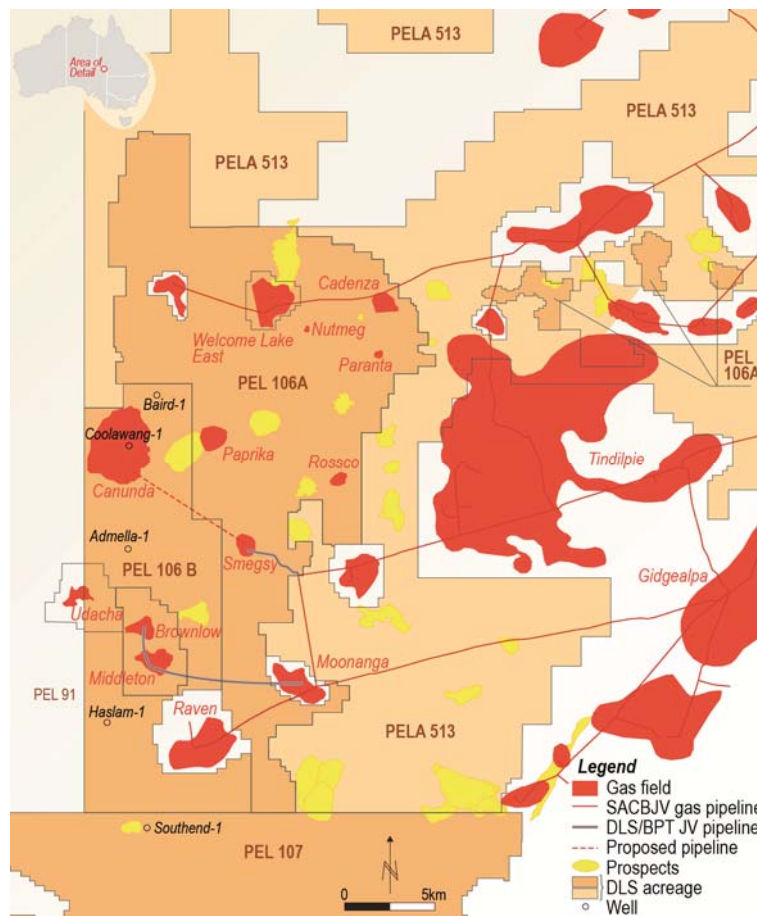 PELA 513
Area of
Detail
PELA 513
PELA 513
Cadenza
Nutmeg
Welcome Lake
East
Paranta
PEL
106A
PEL 106A
Baird-1
Coolawang-1
Paprika
Rossco
Tindilpie
Canunda
Admella-1
Smegsy
PEL 106 B
Gidgealpa
Udacha
Brownlow
Middleton
Moonanga
PEL 91
Haslam-1
Raven
PELA 513
Legend
Gas field
SACBJV gas pipeline
DLS/BPT JV pipeline
Proposed pipeline
Prospects
DLS acreage
Well
Southend-1
PEL 107
N
0 5km